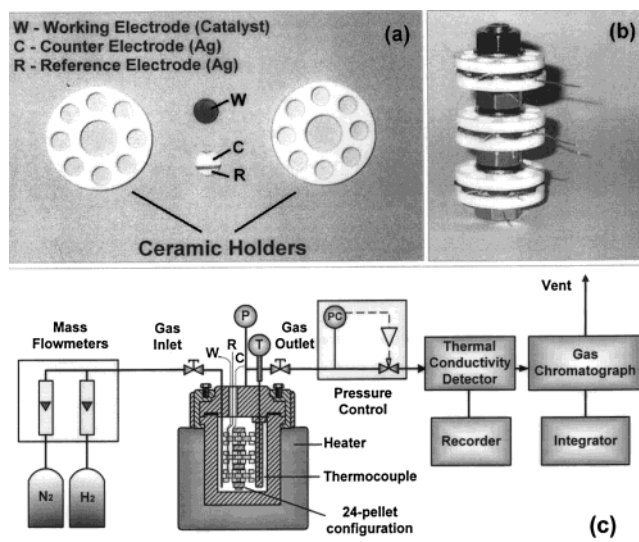 W - Working Electrode (Catalyst)
C - Counter Electrode (Ag)
R - Reference Electrode (Ag)
(a)
W
C
R
Ceramic Holders
(b)
Mass
Flowmeters
N2
H2
Gas
Inlet
W
R
C
P
T
Gas
Outlet
PC
Pressure
Control
Thermal
Conductivity
Detector
Recorder
Vent
Gas
Chromatograph
Integrator
Heater
Thermocouple
24-pellet
configuration
(c)